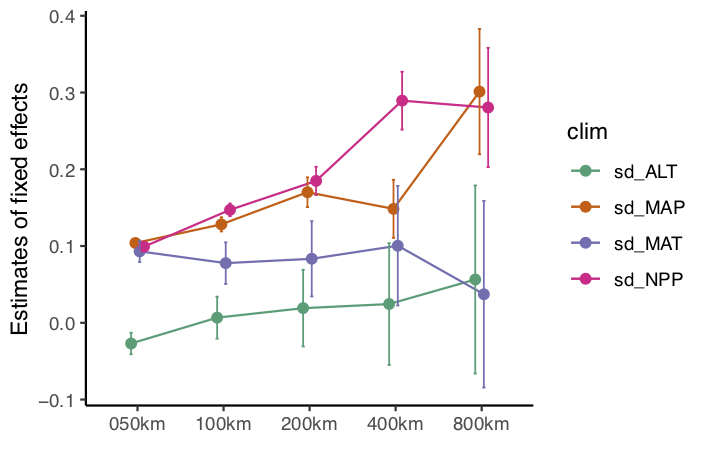 0.4
0.3
0.2
0.1
0.0
−0.1
Estimates of fixed effects
050km 100km 200km 400km 800km
clim
sd_ALT
sd_MAP
sd_MAT
sd_NPP